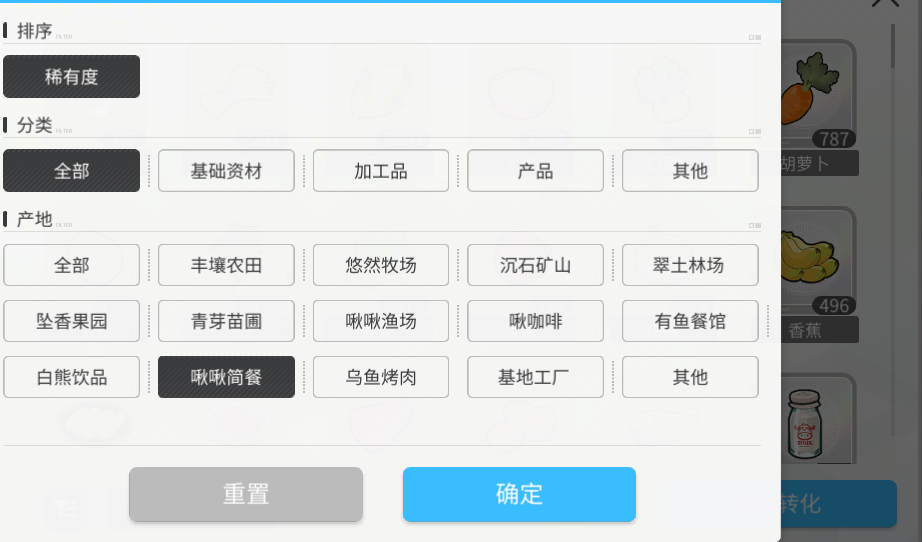 排序
稀有度
分类
全部 基础资材 加工品 产品 其他
产地
全部 丰壤农田 悠然牧场 沉石矿山 翠土林场
坠香果园 青芽苗圃 啾啾渔场 啾咖啡 有鱼餐馆
白熊饮品 啾啾简餐 乌鱼烤肉 基地工厂 其他
重置 确定
787
胡萝卜
496
香蕉
转化